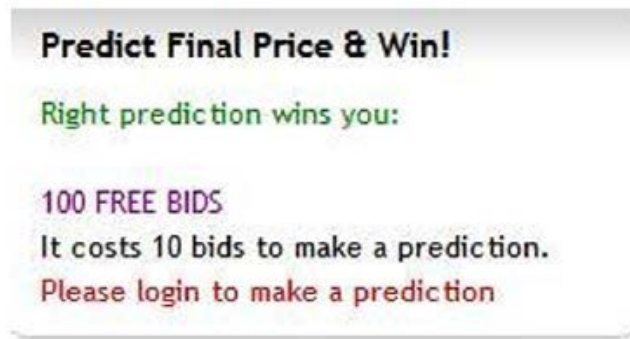 Predict Final Price & Win!
Right prediction wins you:
100 FREE BIDS
It costs 10 bids to make a prediction.
Please login to make a prediction